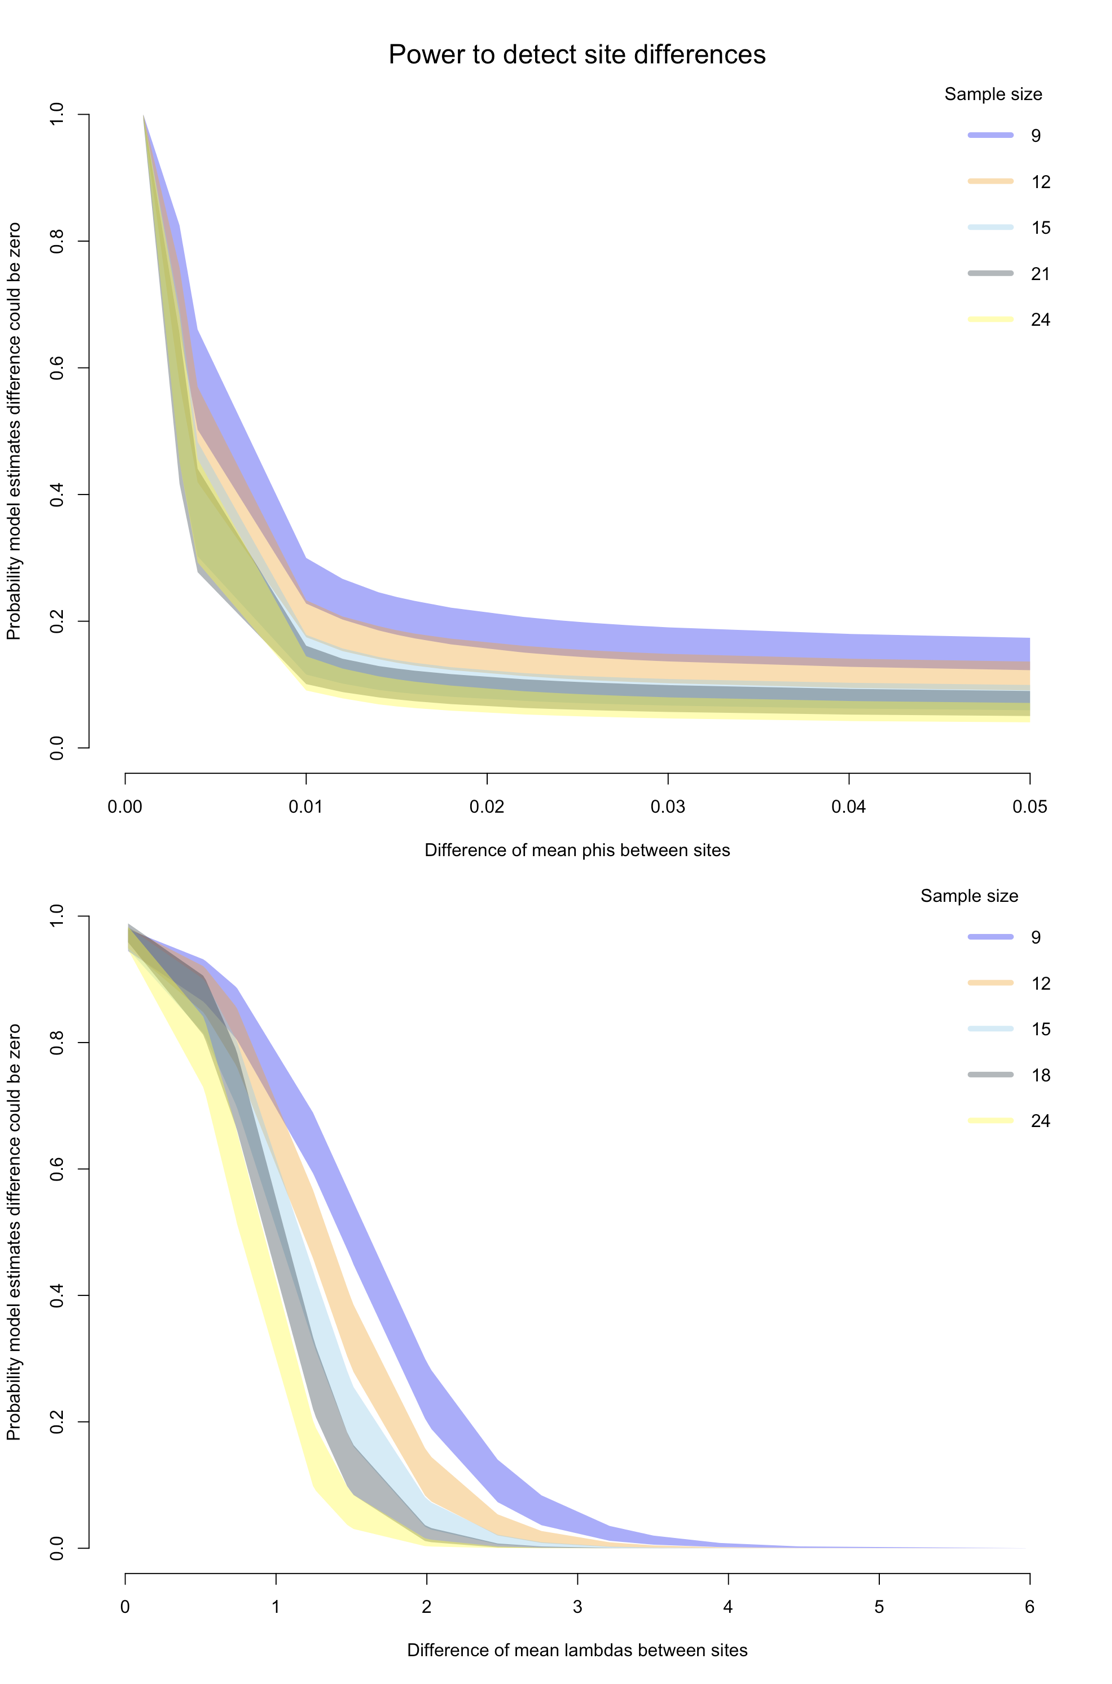 Power to detect site differences
Sample size
9
12
15
21
24
Probability model estimates difference could be zero
1.0
0.8
0.6
0.4
0.2
0.0
0.00 0.01 0.02 0.03 0.04 0.05
Difference of mean phis between sites
Sample size
9
12
15
18
24
Probability model estimates difference could be zero
1.0
0.8
0.6
0.4
0.2
0.0
0 1 2 3 4 5 6
Difference of mean lambdas between sites